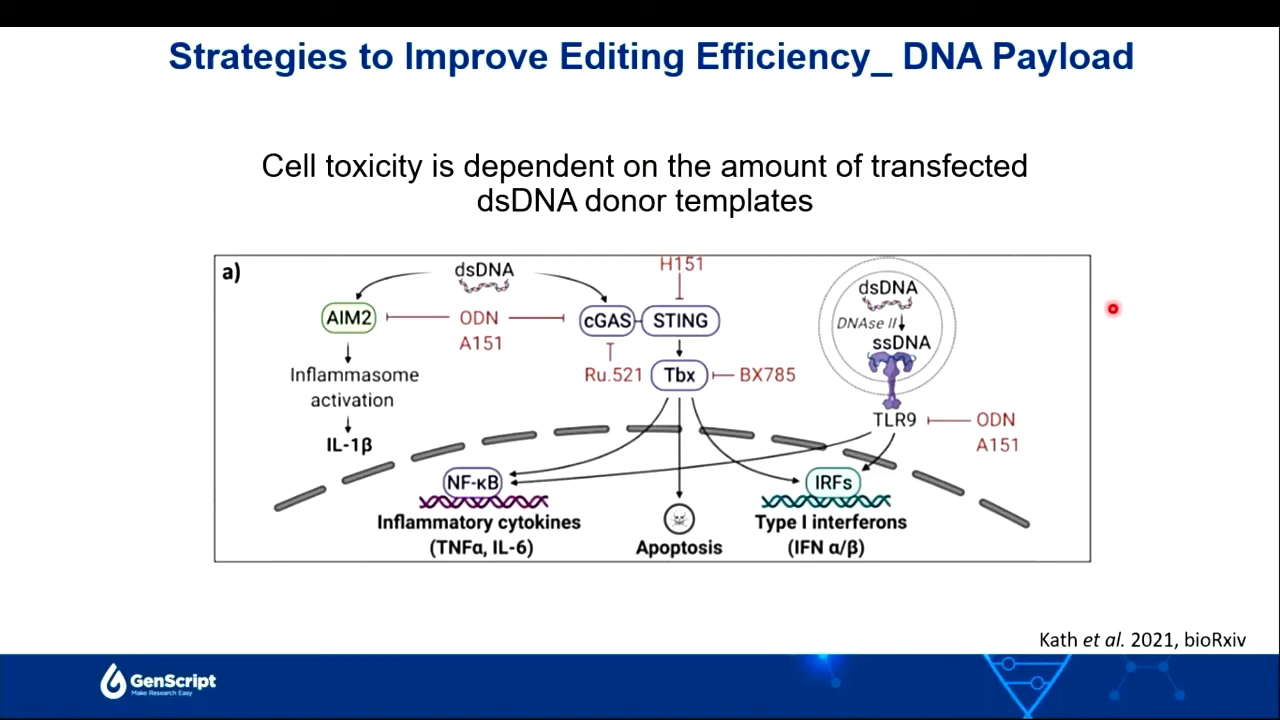 Strategies to Improve Editing Efficiency_ DNA Payload
Cell toxicity is dependent on the amount of transfected
dsDNA donor templates
a)
dsDNA
H151
dsDNA
AIM2
ODN
A151
cGAS
STING
DNAse II
ssDNA
Inflammasome
activation
Ru.521
Tbx
BX785
IL-1β
TLR9
ODN
A151
NF-κB
IRFs
Inflammatory cytokines
(TNFα, IL-6)
Apoptosis
Type I interferons
(IFN α/β)
Kath et al. 2021, bioRxiv
GenScript
Make Research Easy